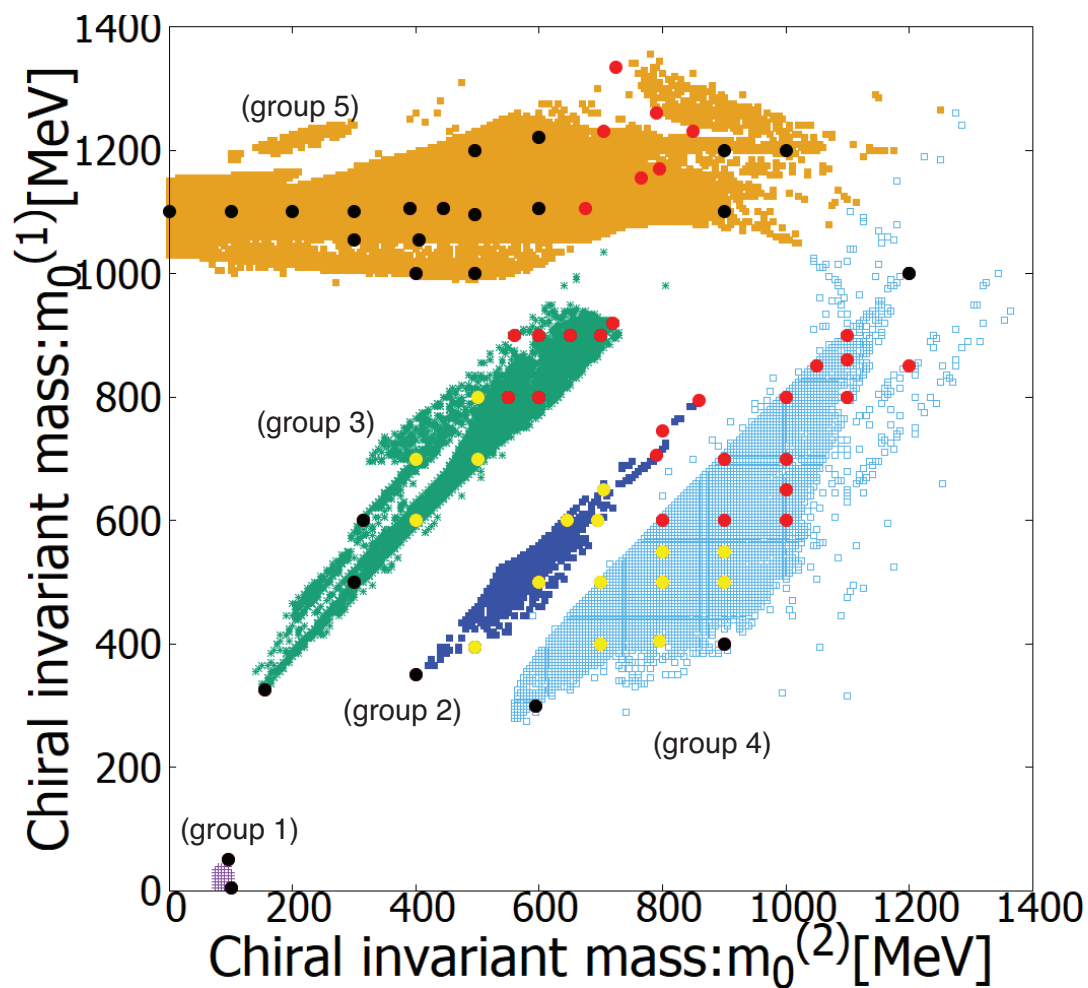 1400
1200
1000
800
600
400
200
0
Chiral invariant mass:m0(1)[MeV]
(group 5)
(group 3)
(group 2)
(group 4)
(group 1)
0 200 400 600 800 1000 1200 1400
Chiral invariant mass:m0(2)[MeV]